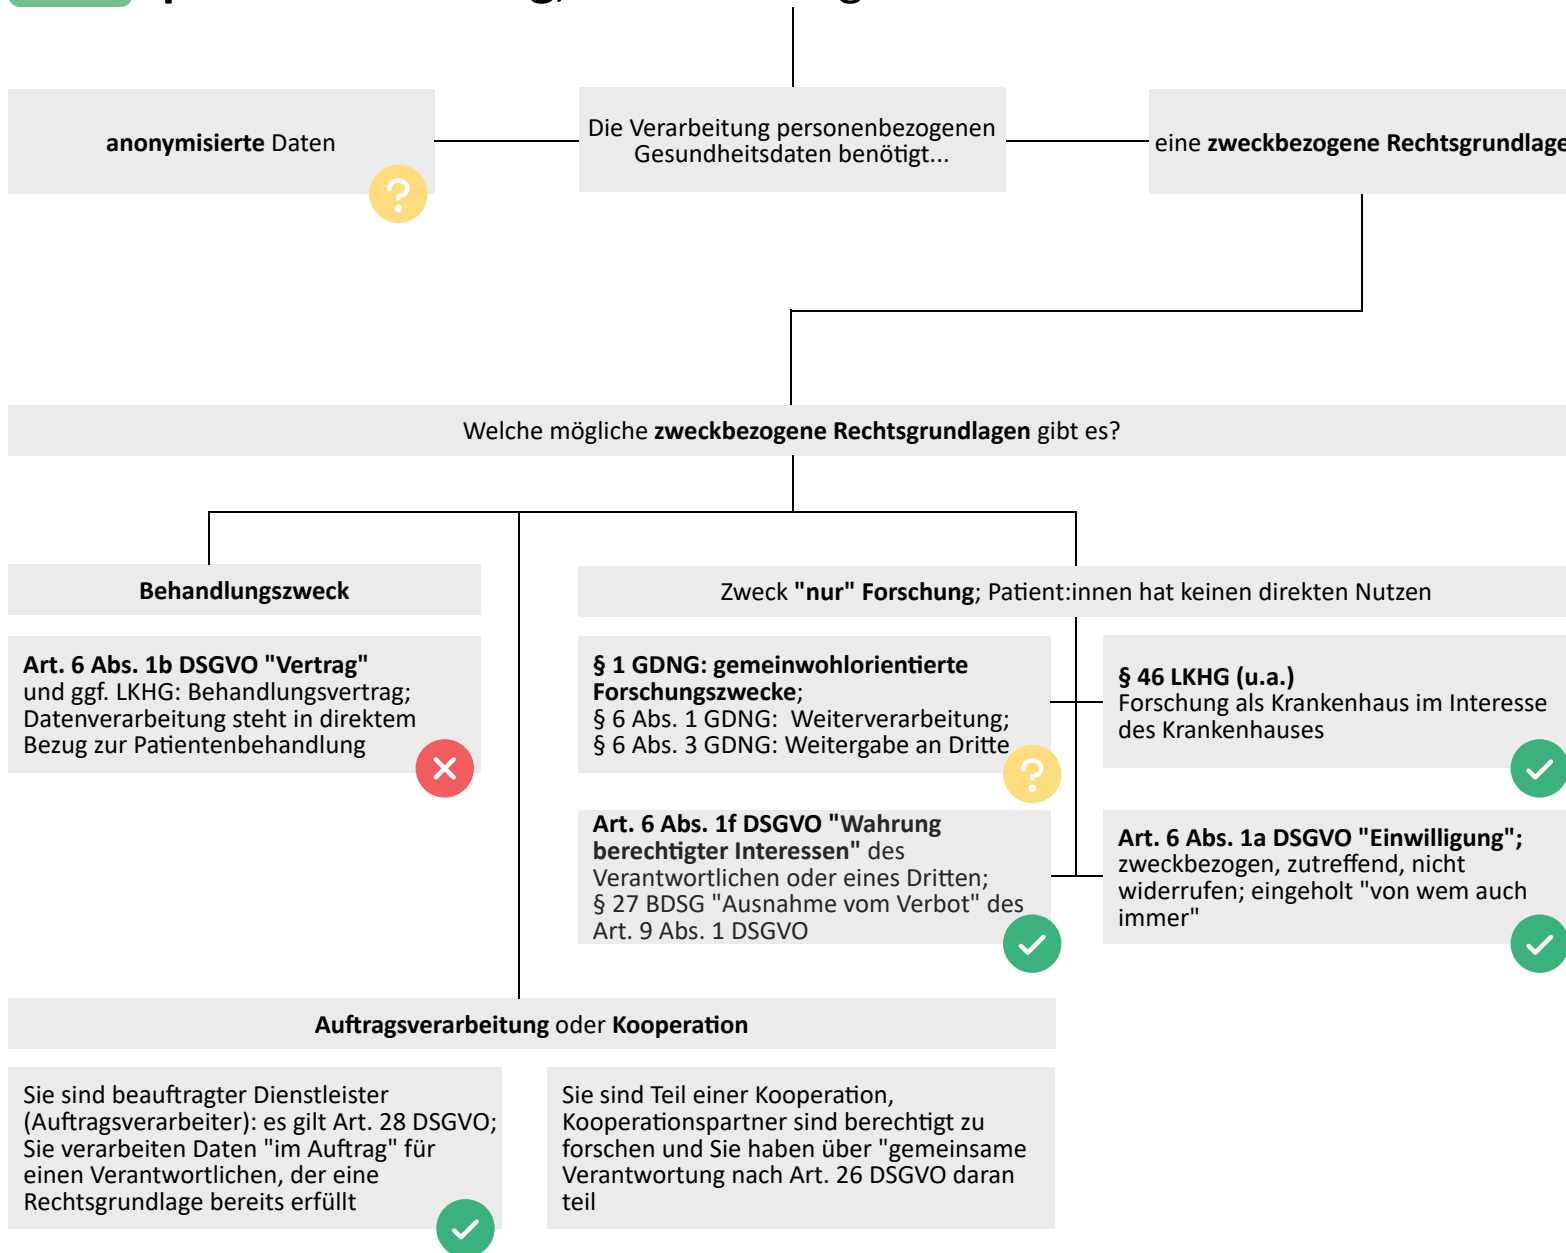 anonymisierte Daten
Die Verarbeitung personenbezogenen
Gesundheitsdaten benötigt...
eine zweckbezogene Rechtsgrundlage
Welche mögliche zweckbezogene Rechtsgrundlagen gibt es?
Behandlungszweck
Art. 6 Abs. 1b DSGVO "Vertrag"
und ggf. LKHG: Behandlungsvertrag;
Datenverarbeitung steht in direktem
Bezug zur Patientenbehandlung
Zweck "nur" Forschung; Patient:innen hat keinen direkten Nutzen
§ 1 GDNG: gemeinwohlorientierte
Forschungszwecke;
§ 6 Abs. 1 GDNG: Weiterverarbeitung;
§ 6 Abs. 3 GDNG: Weitergabe an Dritte
§ 46 LKHG (u.a.)
Forschung als Krankenhaus im Interesse
des Krankenhauses
Art. 6 Abs. 1f DSGVO "Wahrung
berechtigter Interessen" des
Verantwortlichen oder eines Dritten;
§ 27 BDSG "Ausnahme vom Verbot" des
Art. 9 Abs. 1 DSGVO
Art. 6 Abs. 1a DSGVO "Einwilligung";
zweckbezogen, zutreffend, nicht
widerrufen; eingeholt "von wem auch
immer"
Auftragsverarbeitung oder Kooperation
Sie sind beauftragter Dienstleister
(Auftragsverarbeiter): es gilt Art. 28 DSGVO;
Sie verarbeiten Daten "im Auftrag" für
einen Verantwortlichen, der eine
Rechtsgrundlage bereits erfüllt
Sie sind Teil einer Kooperation,
Kooperationspartner sind berechtigt zu
forschen und Sie haben über "gemeinsame
Verantwortung nach Art. 26 DSGVO daran
teil